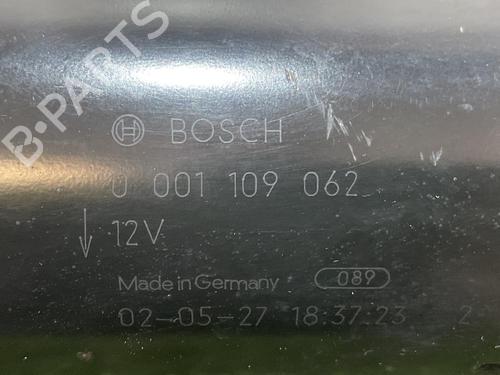 B-PARTS
BOSCH
0 001 109 062
12V
Made in Germany 089
02-05-27 18:37:23 2